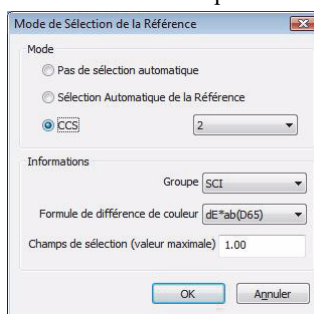 Mode de Sélection de la Référence
Mode
Pas de sélection automatique
Sélection Automatique de la Référence
CCS 2
Informations
Groupe SCI
Formule de différence de couleur dE*ab(D65)
Champs de sélection (valeur maximale) 1.00
OK Annuler